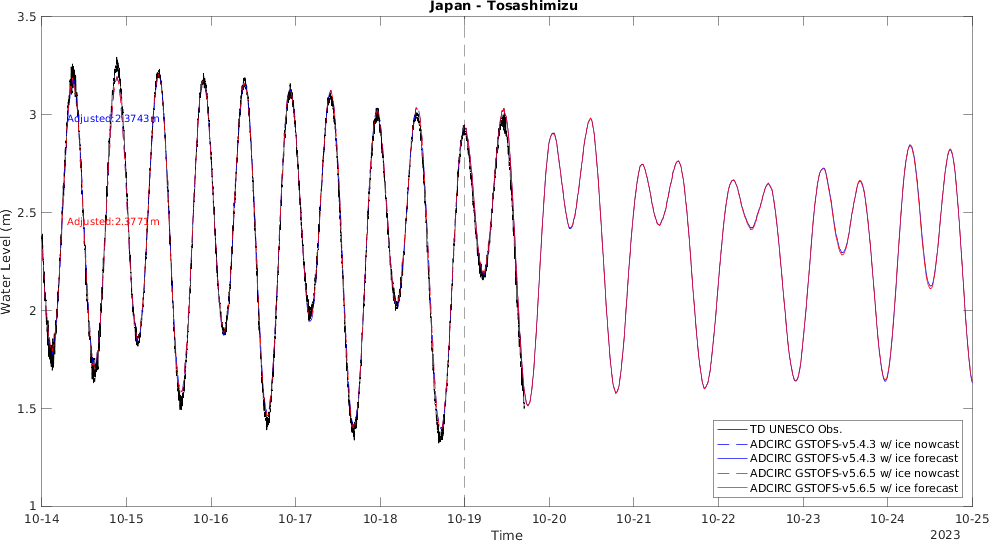 Japan - Tosashimizu
3.5
3
2.5
2
1.5
1
Water Level (m)
Adjusted:2.3743m
Adjusted:2.3771m
TD UNESCO Obs.
ADCIRC GSTOFS-v5.4.3 w/ ice nowcast
ADCIRC GSTOFS-v5.4.3 w/ ice forecast
ADCIRC GSTOFS-v5.6.5 w/ ice nowcast
ADCIRC GSTOFS-v5.6.5 w/ ice forecast
10-14 10-15 10-16 10-17 10-18 10-19 10-20 10-21 10-22 10-23 10-24 10-25
Time
2023